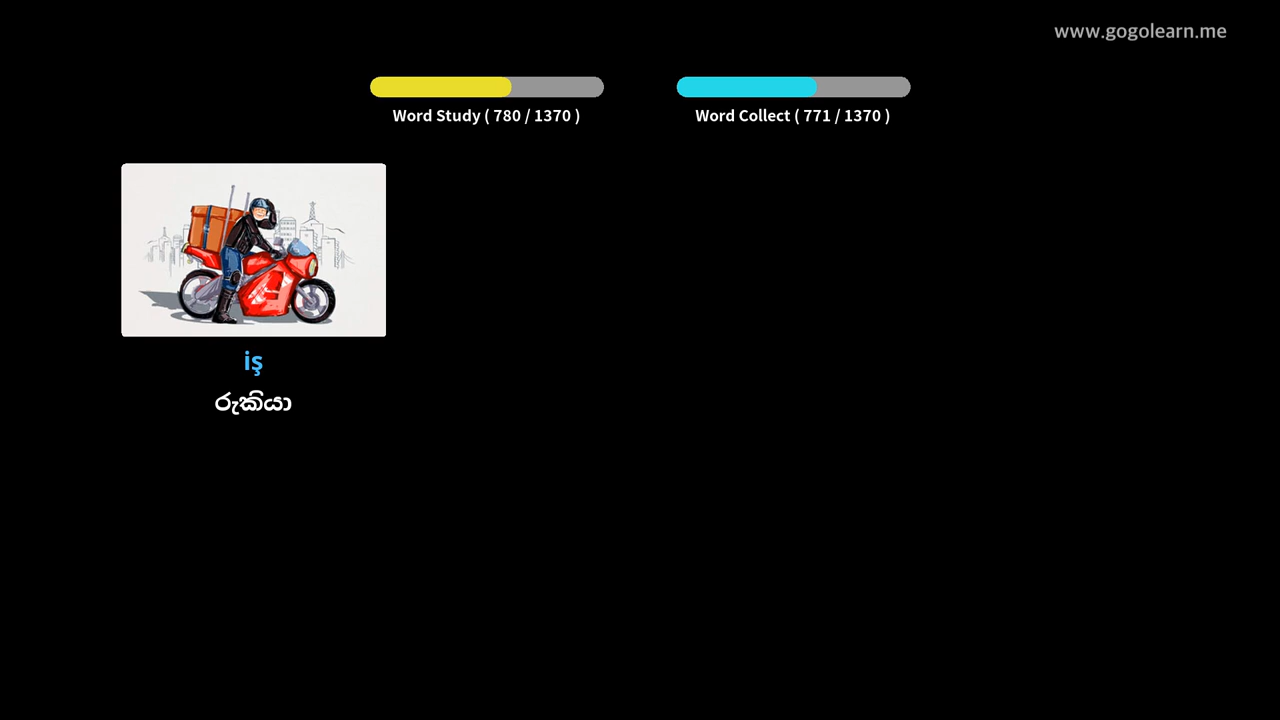 www.gogolearn.me
Word Study ( 780 / 1370 )
Word Collect ( 771 / 1370 )
iş
රුකියා